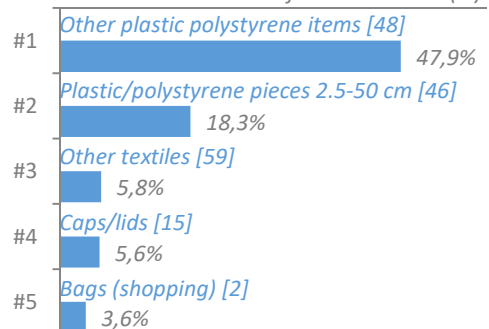 #1 Other plastic polystyrene items [48]
47,9%
#2 Plastic/polystyrene pieces 2.5-50 cm [46]
18,3%
#3 Other textiles [59]
5,8%
#4 Caps/lids [15]
5,6%
#5 Bags (shopping) [2]
3,6%